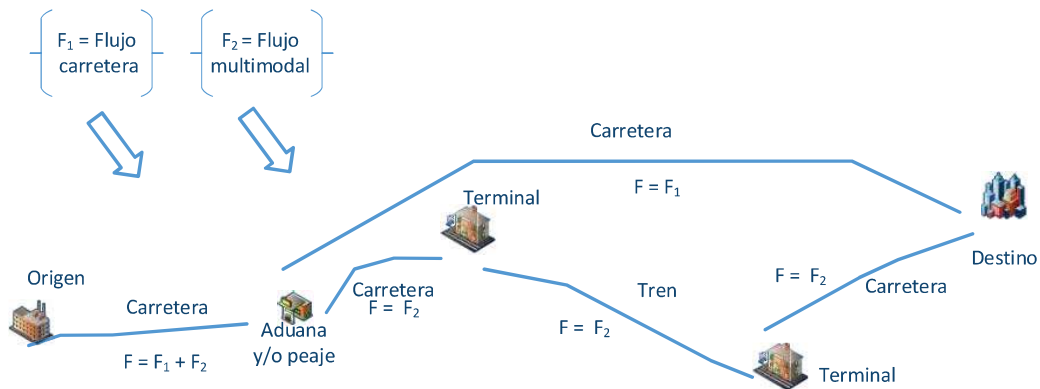 F₁ = Flujo
carretera
F₂ = Flujo
multimodal
Carretera
F = F₁
Terminal
Destino
Origen
Carretera
F = F₁ + F₂
Aduana
y/o peaje
Carretera
F = F₂
Tren
F = F₂
F = F₂
Carretera
Terminal